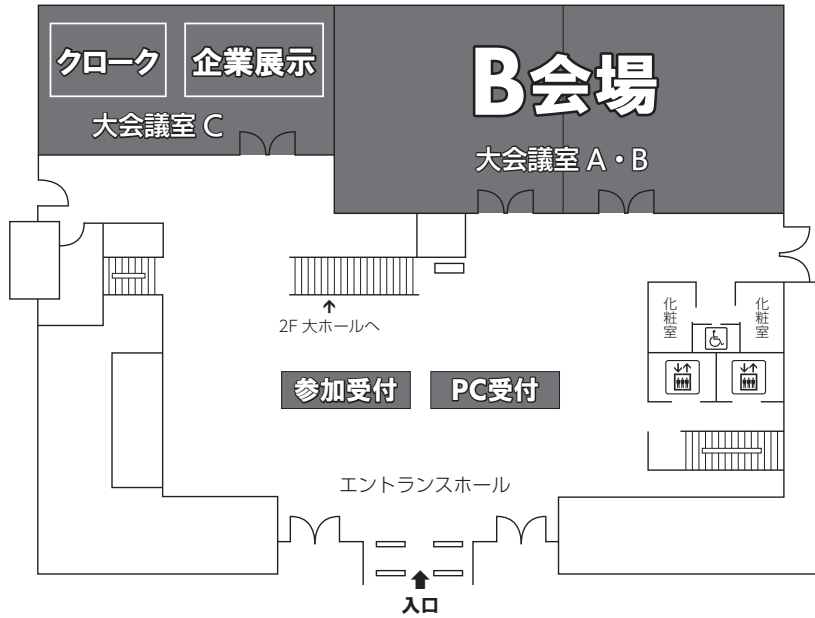 クローク 企業展示
大会議室 C
B会場
大会議室 A・B
2F 大ホールへ
化粧室
化粧室
参加受付
PC受付
エントランスホール
入口